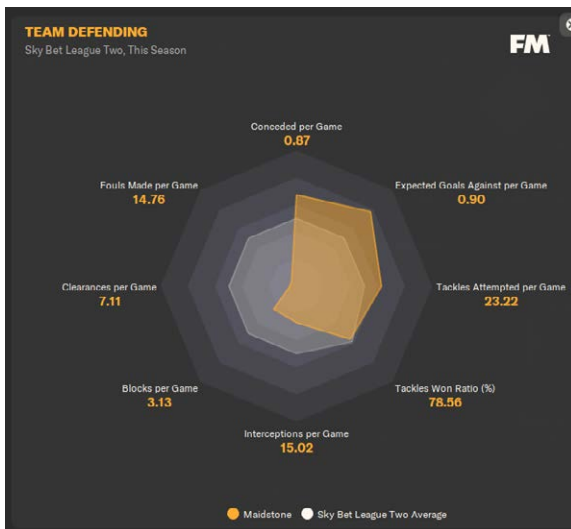 TEAM DEFENDING
Sky Bet League Two, This Season
FM
Conceded per Game
0.87
Fouls Made per Game
14.76
Expected Goals Against per Game
0.90
Clearances per Game
7.11
Tackles Attempted per Game
23.22
Blocks per Game
3.13
Tackles Won Ratio (%)
78.56
Interceptions per Game
15.02
Maidstone
Sky Bet League Two Average